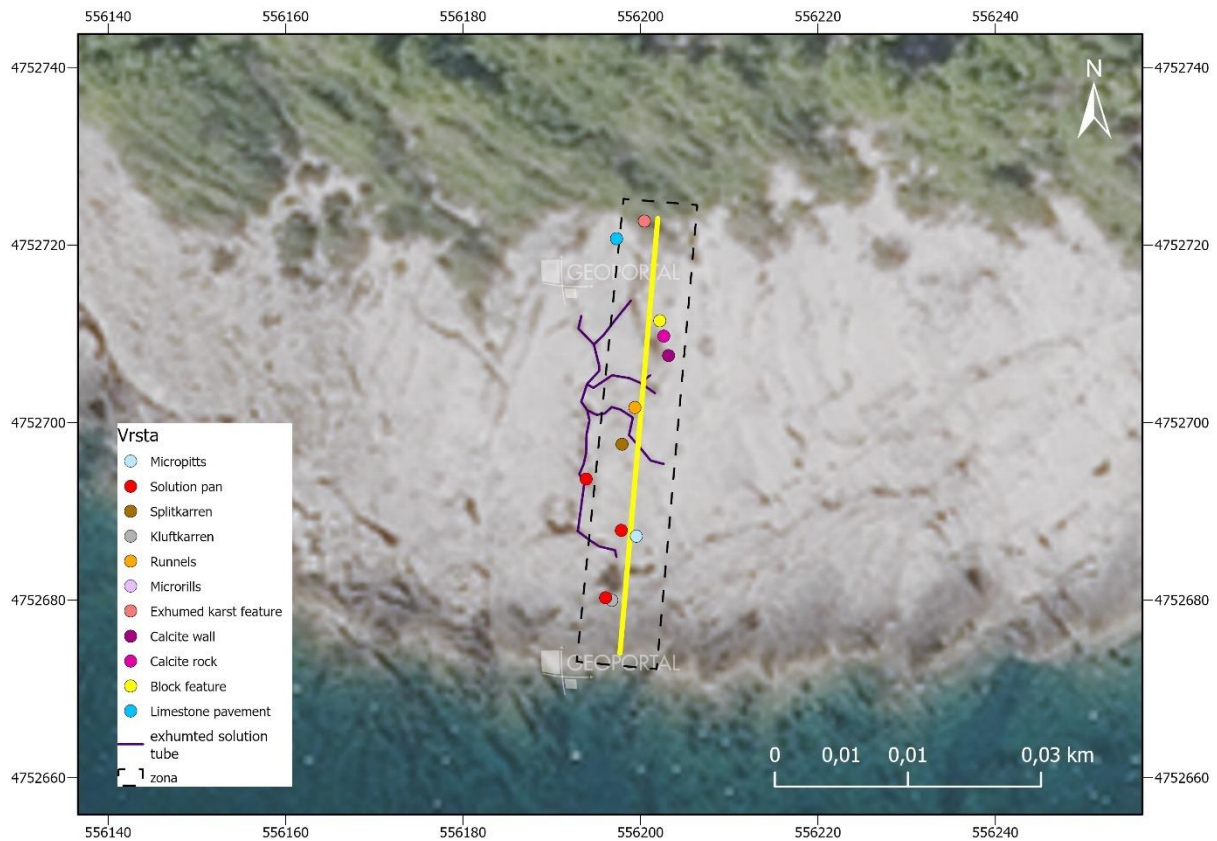 556140 556160 556180 556200 556220 556240
4752740 4752740
N
4752720 4752720
GEOPORTAL
4752700 4752700
Vrsta
Micropitts
Solution pan
Splitkarren
Kluftkarren
Runnels
Microrills
Exhumed karst feature
Calcite wall
Calcite rock
Block feature
Limestone pavement
exhumted solution
tube
zona
4752680 4752680
GEOPORTAL
0 0,01 0,01 0,03 km
4752660 4752660
556140 556160 556180 556200 556220 556240